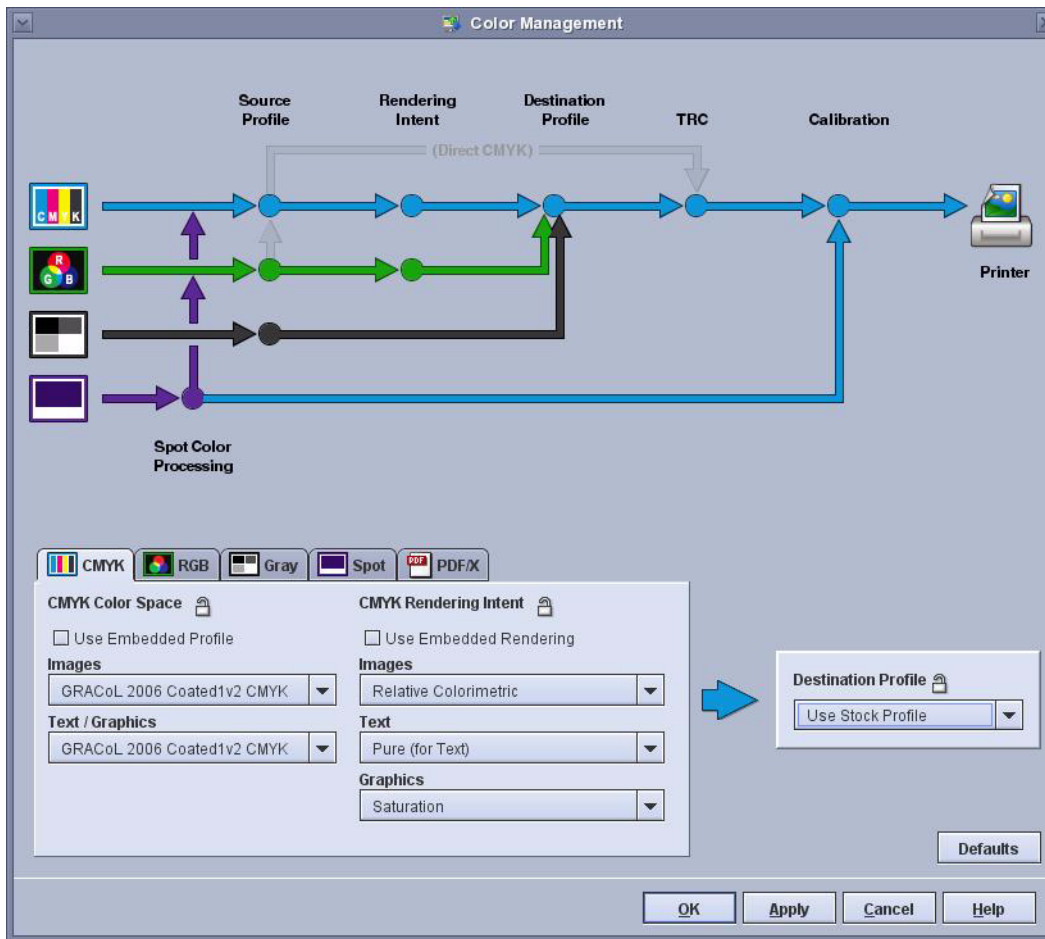 Color Management
Source
Profile
Rendering
Intent
Destination
Profile
TRC
Calibration
(Direct CMYK)
CMYK
R
G B
Printer
Spot Color
Processing
CMYK
RGB
Gray
Spot
PDF
PDF/X
CMYK Color Space
CMYK Rendering Intent
Use Embedded Profile
Use Embedded Rendering
Images
Images
GRACoL 2006 Coated1v2 CMYK
Relative Colorimetric
Text / Graphics
Text
GRACoL 2006 Coated1v2 CMYK
Pure (for Text)
Graphics
Saturation
Destination Profile
Use Stock Profile
Defaults
OK
Apply
Cancel
Help